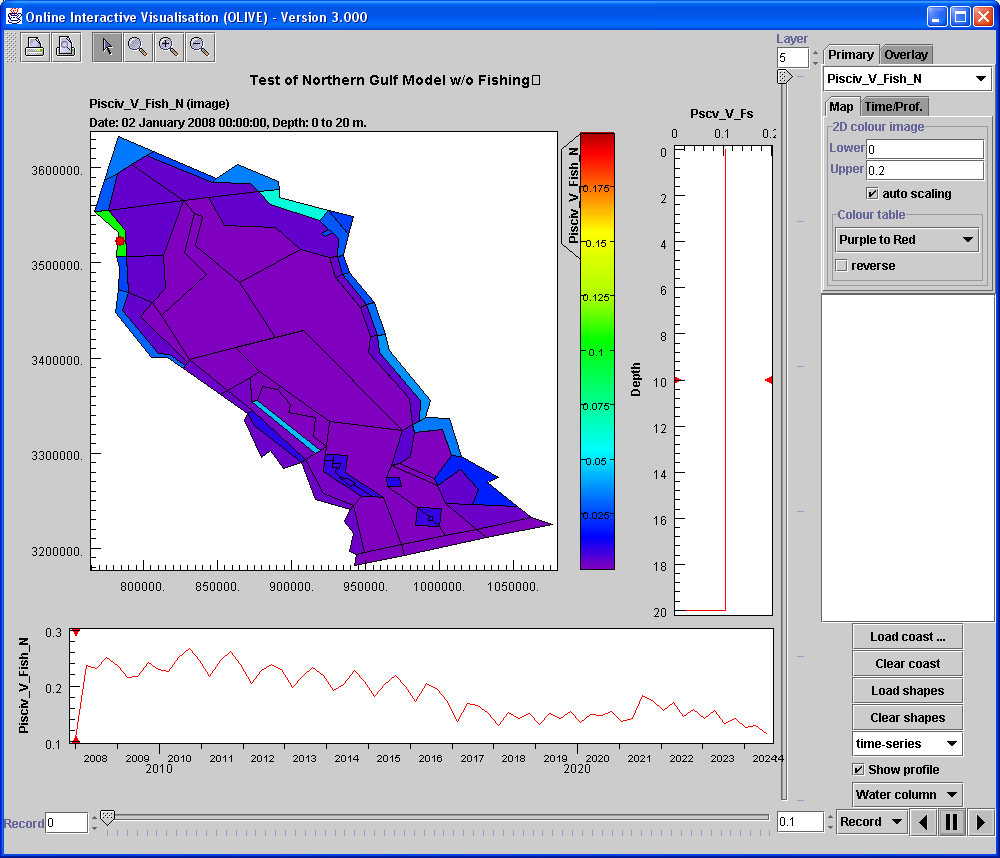 Online Interactive Visualisation (OLIVE) - Version 3.000
Layer
5
Primary Overlay
Pisciv_V_Fish_N
Map Time/Prof.
2D colour image
Lower 0
Upper 0.2
auto scaling
Colour table
Purple to Red
reverse
Test of Northern Gulf Model w/o Fishing▯
Pisciv_V_Fish_N (image)
Date: 02 January 2008 00:00:00, Depth: 0 to 20 m.
3600000.
3500000.
3400000.
3300000.
3200000.
800000. 850000. 900000. 950000. 1000000. 1050000.
Pisciv_V_Fish_N
0.175
0.15
0.125
0.1
0.075
0.05
0.025
Pscv_V_Fs
0 0.1 0.2
Depth
0
2
4
6
8
10
12
14
16
18
20
Pisciv_V_Fish_N
0.3
0.2
0.1
2008 2009 2010 2011 2012 2013 2014 2015 2016 2017 2018 2019 2020 2021 2022 2023 20244
2010 2020
Load coast ...
Clear coast
Load shapes
Clear shapes
time-series
Show profile
Water column
Record 0
0.1
Record